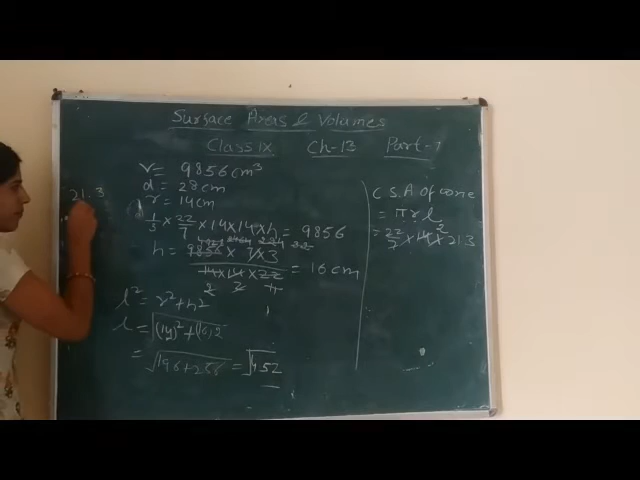 Surface Areas & Volumes
Class IX Ch-13 Part-7
V = 9856 cm³
d = 28 cm
r = 14 cm
1/3 × 22/7 × 14 × 14 × h = 9856
h = 9856 × 7 × 3 / 14 × 14 × 22 = 16 cm
l² = r² + h²
l = √(14)² + (16)²
= √196 + 256 = √452
C S.A of cone
= π r l
= 22/7 × 14 × 21.3
2
21.3